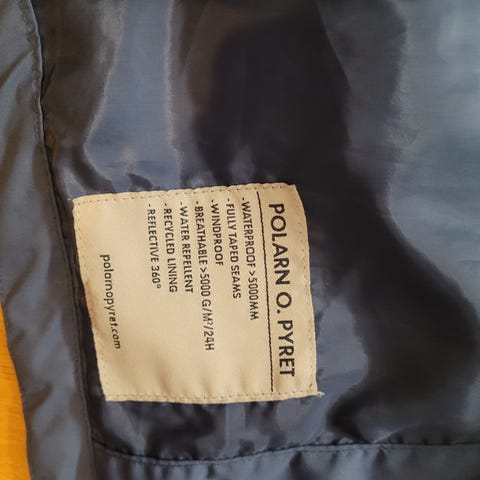 POLARN O. PYRET
-WATERPROOF >5000MM
-FULLY TAPED SEAMS
-WINDPROOF
-BREATHABLE >5000 G/M²/24H
-WATER REPELLENT
-RECYCLED LINING
-REFLECTIVE 360°
polarnopyret.com